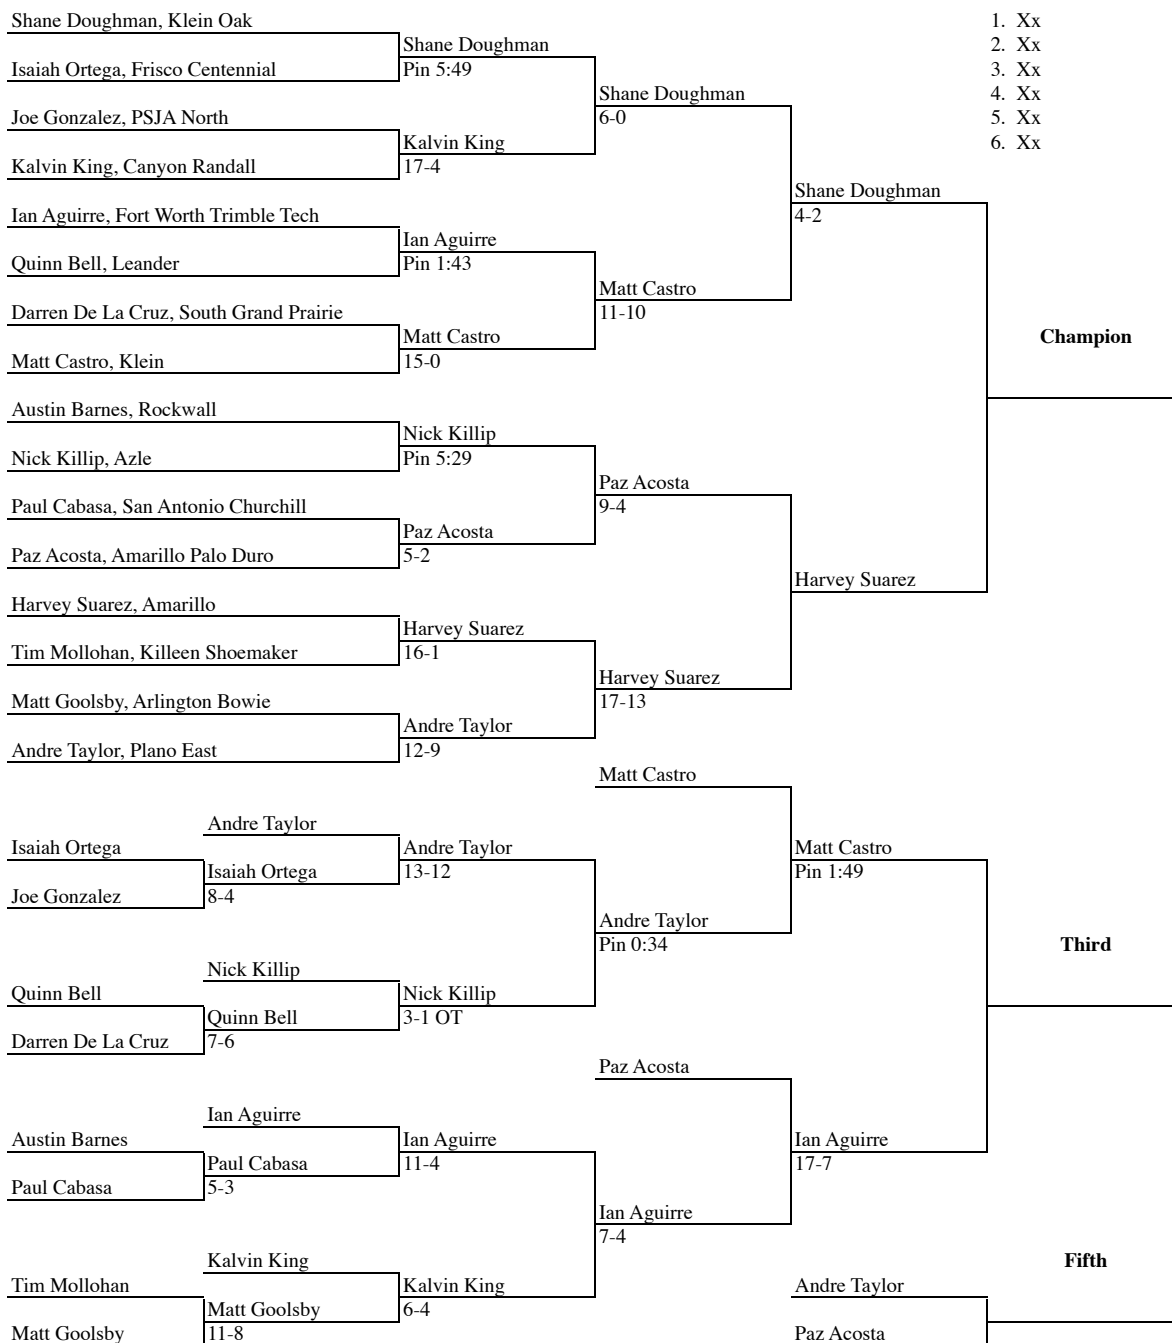 Shane Doughman, Klein Oak
1. Xx
2. Xx
3. Xx
4. Xx
5. Xx
6. Xx
Shane Doughman
Pin 5:49
Isaiah Ortega, Frisco Centennial
Shane Doughman
6-0
Joe Gonzalez, PSJA North
Kalvin King
17-4
Kalvin King, Canyon Randall
Shane Doughman
4-2
Ian Aguirre, Fort Worth Trimble Tech
Ian Aguirre
Pin 1:43
Quinn Bell, Leander
Matt Castro
11-10
Darren De La Cruz, South Grand Prairie
Matt Castro
15-0
Matt Castro, Klein
Champion
Austin Barnes, Rockwall
Nick Killip
Pin 5:29
Nick Killip, Azle
Paz Acosta
9-4
Paul Cabasa, San Antonio Churchill
Paz Acosta
5-2
Paz Acosta, Amarillo Palo Duro
Harvey Suarez
Harvey Suarez, Amarillo
Harvey Suarez
16-1
Tim Mollohan, Killeen Shoemaker
Harvey Suarez
17-13
Matt Goolsby, Arlington Bowie
Andre Taylor
12-9
Andre Taylor, Plano East
Matt Castro
Andre Taylor
Isaiah Ortega
Andre Taylor
13-12
Matt Castro
Pin 1:49
Isaiah Ortega
8-4
Joe Gonzalez
Andre Taylor
Pin 0:34
Third
Nick Killip
Quinn Bell
Nick Killip
3-1 OT
Quinn Bell
7-6
Darren De La Cruz
Paz Acosta
Ian Aguirre
Austin Barnes
Ian Aguirre
11-4
Ian Aguirre
17-7
Paul Cabasa
5-3
Paul Cabasa
Ian Aguirre
7-4
Kalvin King
Fifth
Tim Mollohan
Kalvin King
6-4
Andre Taylor
Matt Goolsby
11-8
Matt Goolsby
Paz Acosta